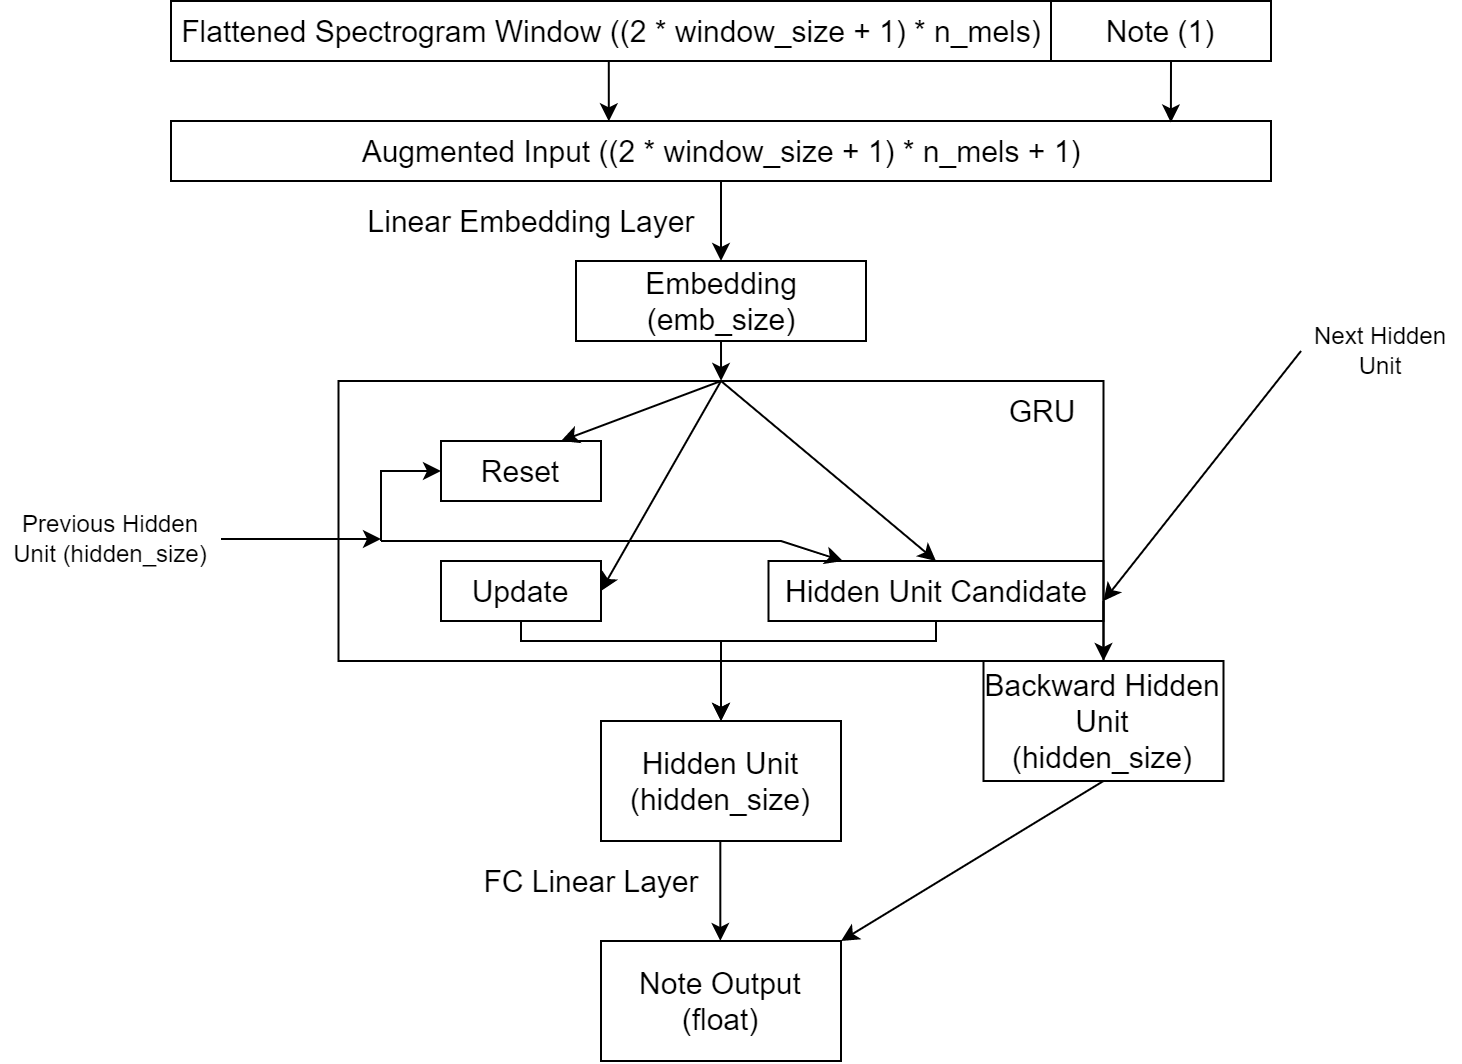 Flattened Spectrogram Window ((2 * window_size + 1) * n_mels)
Note (1)
Augmented Input ((2 * window_size + 1) * n_mels + 1)
Linear Embedding Layer
Embedding
(emb_size)
Next Hidden
Unit
GRU
Reset
Previous Hidden
Unit (hidden_size)
Update
Hidden Unit Candidate
Backward Hidden
Unit
(hidden_size)
Hidden Unit
(hidden_size)
FC Linear Layer
Note Output
(float)